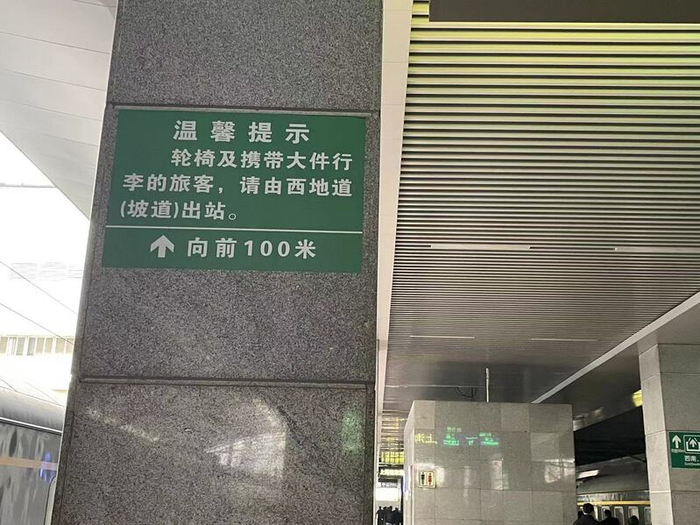 温馨提示
轮椅及携带大件行
李的旅客，请由西地道
(坡道)出站。
向前100米